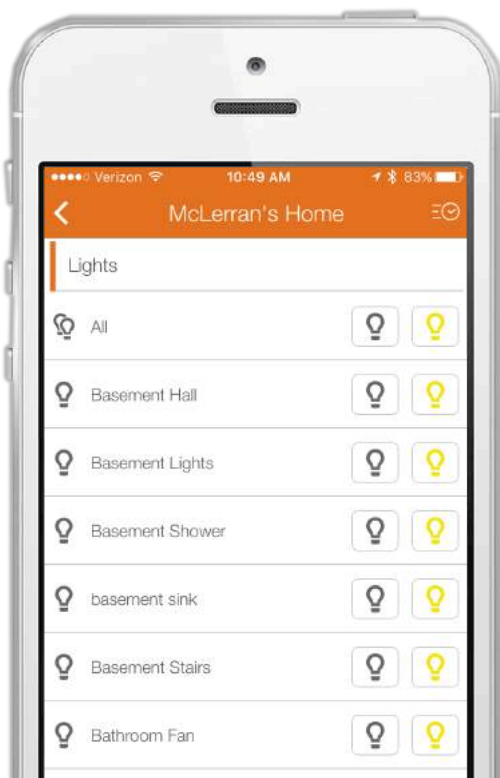 Verizon 10:49 AM 83%
McLerran's Home
Lights
All
Basement Hall
Basement Lights
Basement Shower
basement sink
Basement Stairs
Bathroom Fan